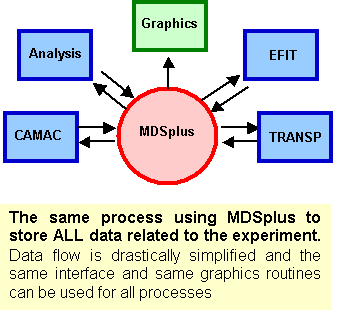 Graphics
Analysis
EFIT
CAMAC
MDSplus
TRANSP
The same process using MDSplus to
store ALL data related to the experiment.
Data flow is drastically simplified and the
same interface and same graphics routines
can be used for all processes